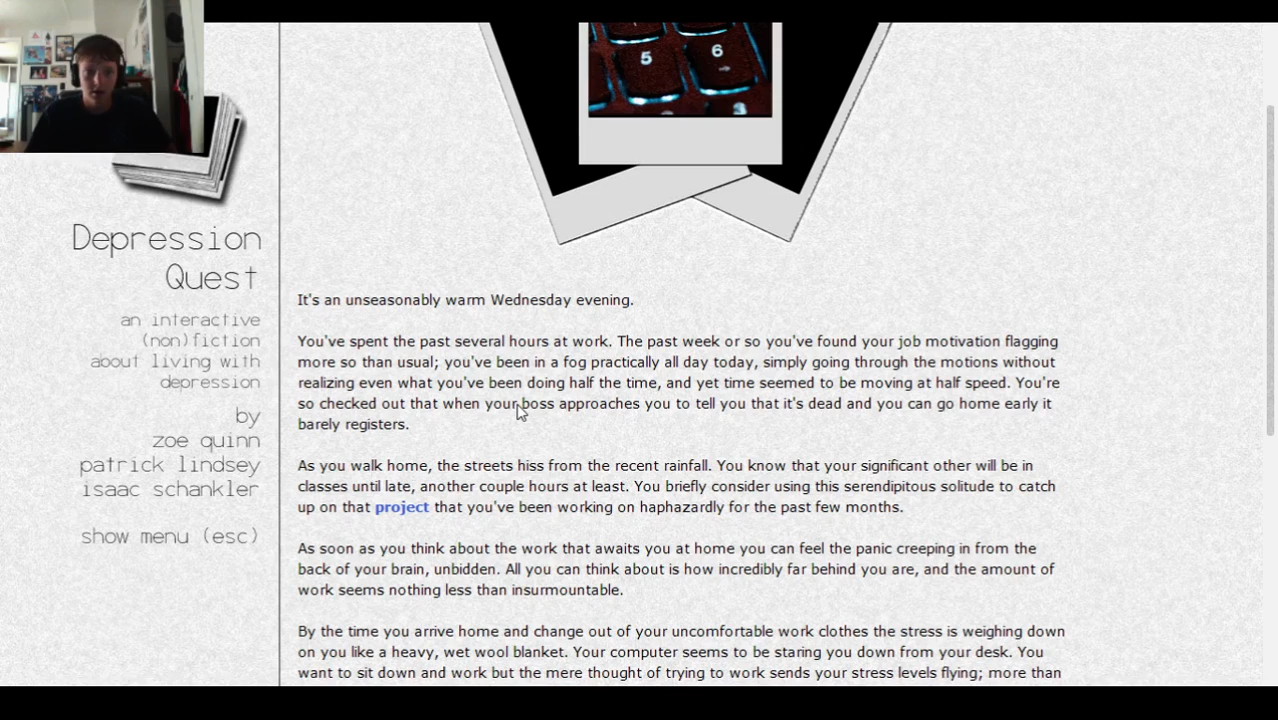 5
6
3
Depression
Quest
an interactive
(non)fiction
about living with
depression
by
zoe quinn
patrick lindsey
isaac schankler
show menu (esc)
It's an unseasonably warm Wednesday evening.
You've spent the past several hours at work. The past week or so you've found your job motivation flagging
more so than usual; you've been in a fog practically all day today, simply going through the motions without
realizing even what you've been doing half the time, and yet time seemed to be moving at half speed. You're
so checked out that when your boss approaches you to tell you that it's dead and you can go home early it
barely registers.
As you walk home, the streets hiss from the recent rainfall. You know that your significant other will be in
classes until late, another couple hours at least. You briefly consider using this serendipitous solitude to catch
up on that project that you've been working on haphazardly for the past few months.
As soon as you think about the work that awaits you at home you can feel the panic creeping in from the
back of your brain, unbidden. All you can think about is how incredibly far behind you are, and the amount of
work seems nothing less than insurmountable.
By the time you arrive home and change out of your uncomfortable work clothes the stress is weighing down
on you like a heavy, wet wool blanket. Your computer seems to be staring you down from your desk. You
want to sit down and work but the mere thought of trying to work sends your stress levels flying; more than